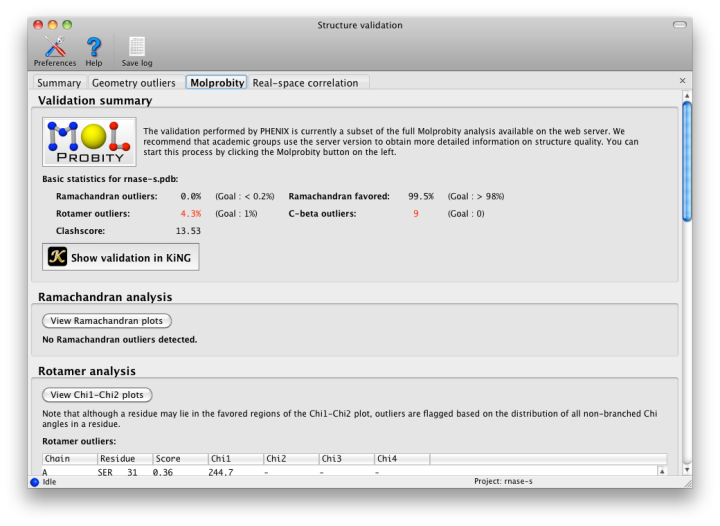 Structure validation
Preferences Help Save log
Summary Geometry outliers Molprobity Real-space correlation ×
Validation summary
MOL
PROBITY
The validation performed by PHENIX is currently a subset of the full Molprobity analysis available on the web server. We
recommend that academic groups use the server version to obtain more detailed information on structure quality. You can
start this process by clicking the Molprobity button on the left.
Basic statistics for rnase-s.pdb:
Ramachandran outliers: 0.0% (Goal : < 0.2%) Ramachandran favored: 99.5% (Goal : > 98%)
Rotamer outliers: 4.3% (Goal : 1%) C-beta outliers: 9 (Goal : 0)
Clashscore: 13.53
K Show validation in KiNG
Ramachandran analysis
View Ramachandran plots
No Ramachandran outliers detected.
Rotamer analysis
View Chi1-Chi2 plots
Note that although a residue may lie in the favored regions of the Chi1-Chi2 plot, outliers are flagged based on the distribution of all non-branched Chi
angles in a residue.
Rotamer outliers:
Chain Residue Score Chi1 Chi2 Chi3 Chi4
A SER 31 0.36 244.7 - - -
Idle Project: rnase-s